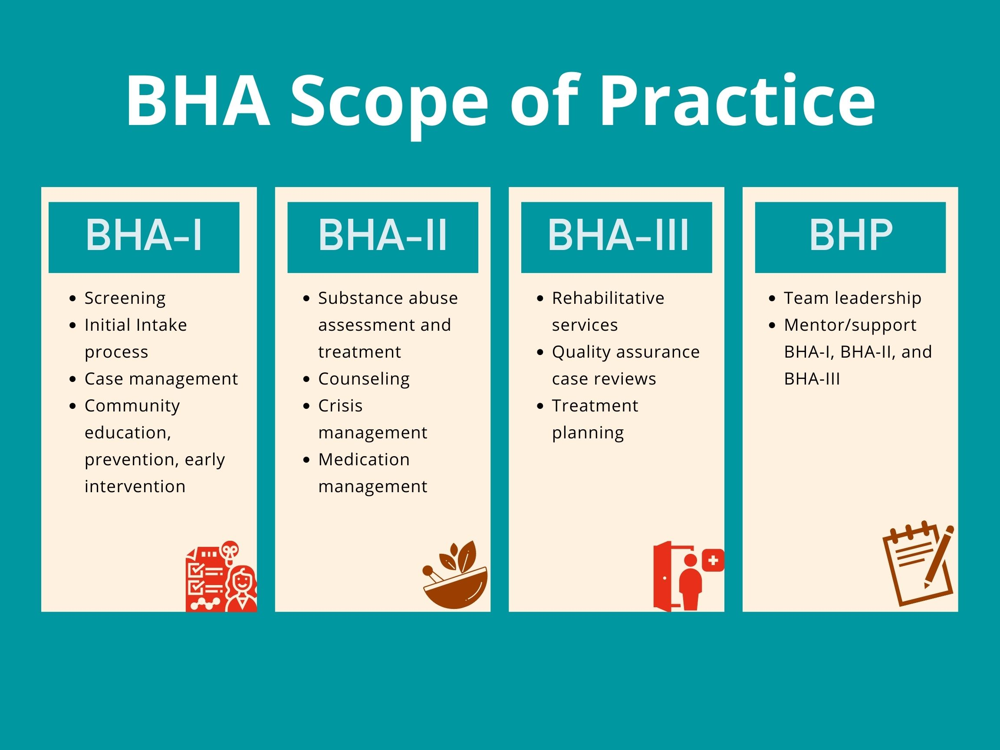 BHA Scope of Practice
BHA-I
• Screening
• Initial Intake
process
• Case management
• Community
education,
prevention, early
intervention
BHA-II
• Substance abuse
assessment and
treatment
• Counseling
• Crisis
management
• Medication
management
BHA-III
• Rehabilitative
services
• Quality assurance
case reviews
• Treatment
planning
BHP
• Team leadership
• Mentor/support
BHA-I, BHA-II, and
BHA-III